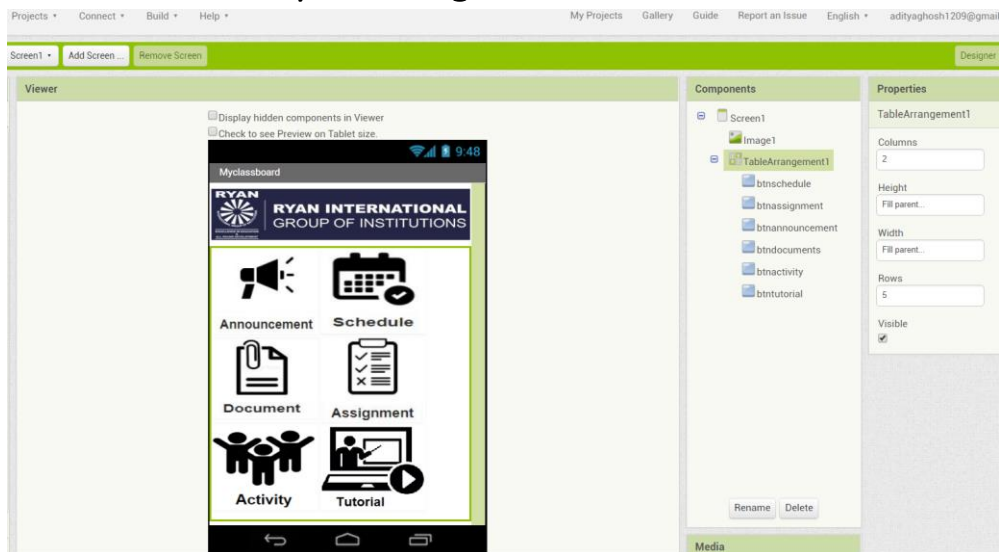 Projects ▾ Connect ▾ Build ▾ Help ▾ My Projects Gallery Guide Report an Issue English ▾ adityaghosh1209@gmail
Screen1 ▾ Add Screen ... Remove Screen Designer
Viewer
Display hidden components in Viewer
Check to see Preview on Tablet size.
9:48
Myclassboard
RYAN
RYAN INTERNATIONAL
GROUP OF INSTITUTIONS
Announcement Schedule
Document Assignment
Activity Tutorial
Components
Screen1
Image1
TableArrangement1
btnschedule
btnassignment
btnannouncement
btndocuments
btnactivity
btntutorial
Rename Delete
Media
Properties
TableArrangement1
Columns
2
Height
Fill parent...
Width
Fill parent...
Rows
5
Visible